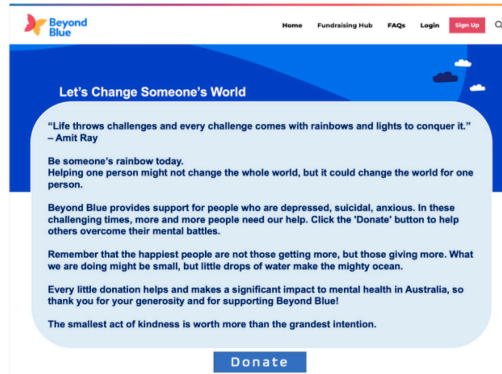 Beyond
Blue
Home Fundraising Hub FAQs Login Sign Up
Let's Change Someone's World
“Life throws challenges and every challenge comes with rainbows and lights to conquer it.”
– Amit Ray
Be someone's rainbow today.
Helping one person might not change the whole world, but it could change the world for one
person.
Beyond Blue provides support for people who are depressed, suicidal, anxious. In these
challenging times, more and more people need our help. Click the 'Donate' button to help
others overcome their mental battles.
Remember that the happiest people are not those getting more, but those giving more. What
we are doing might be small, but little drops of water make the mighty ocean.
Every little donation helps and makes a significant impact to mental health in Australia, so
thank you for your generosity and for supporting Beyond Blue!
The smallest act of kindness is worth more than the grandest intention.
Donate